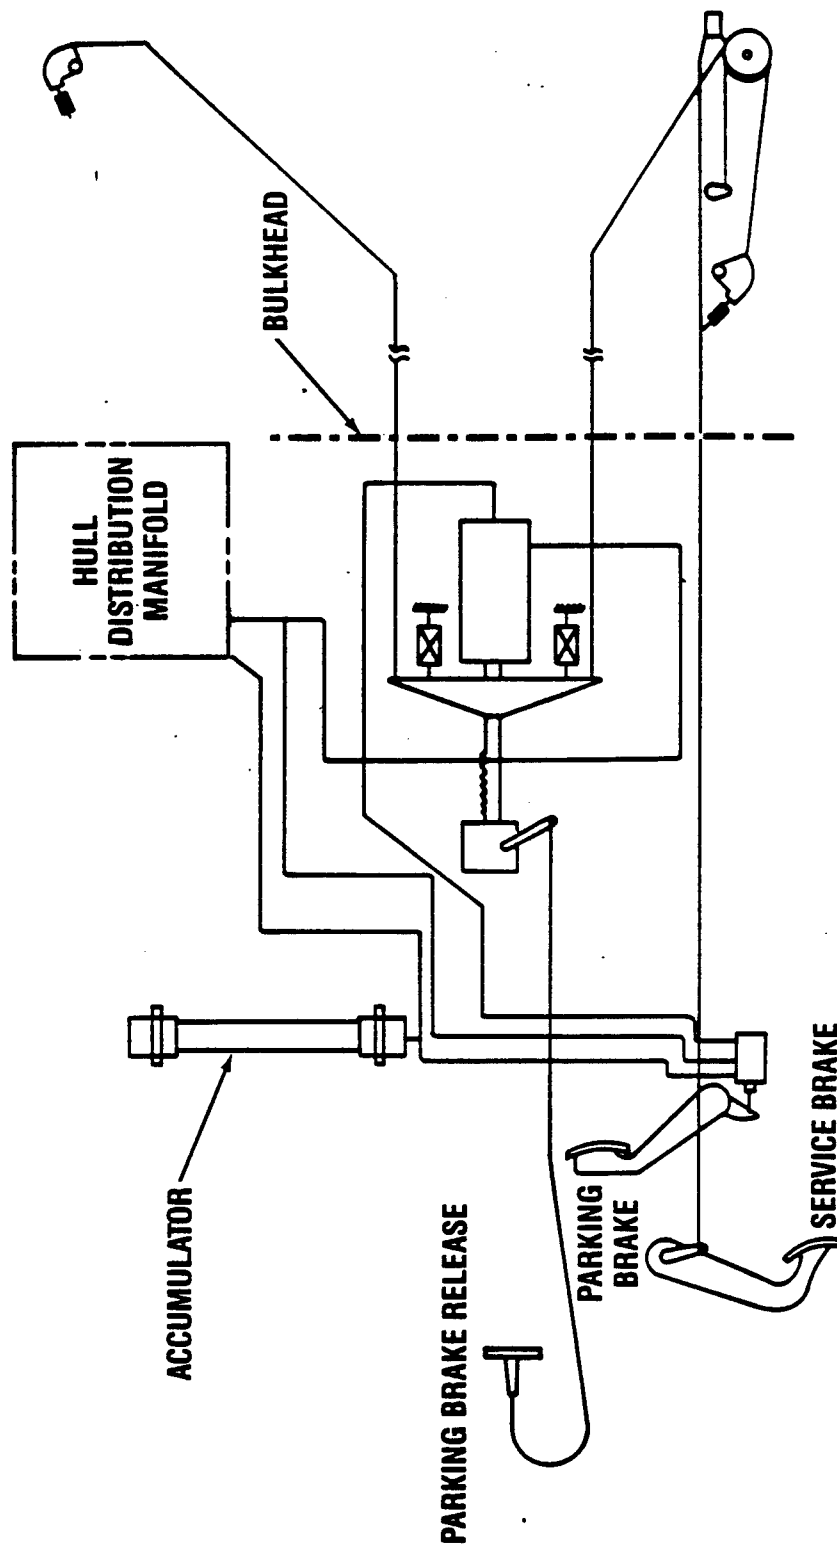 HULL
DISTRIBUTION
MANIFOLD
BULKHEAD
ACCUMULATOR
PARKING BRAKE RELEASE
PARKING
BRAKE
SERVICE BRAKE